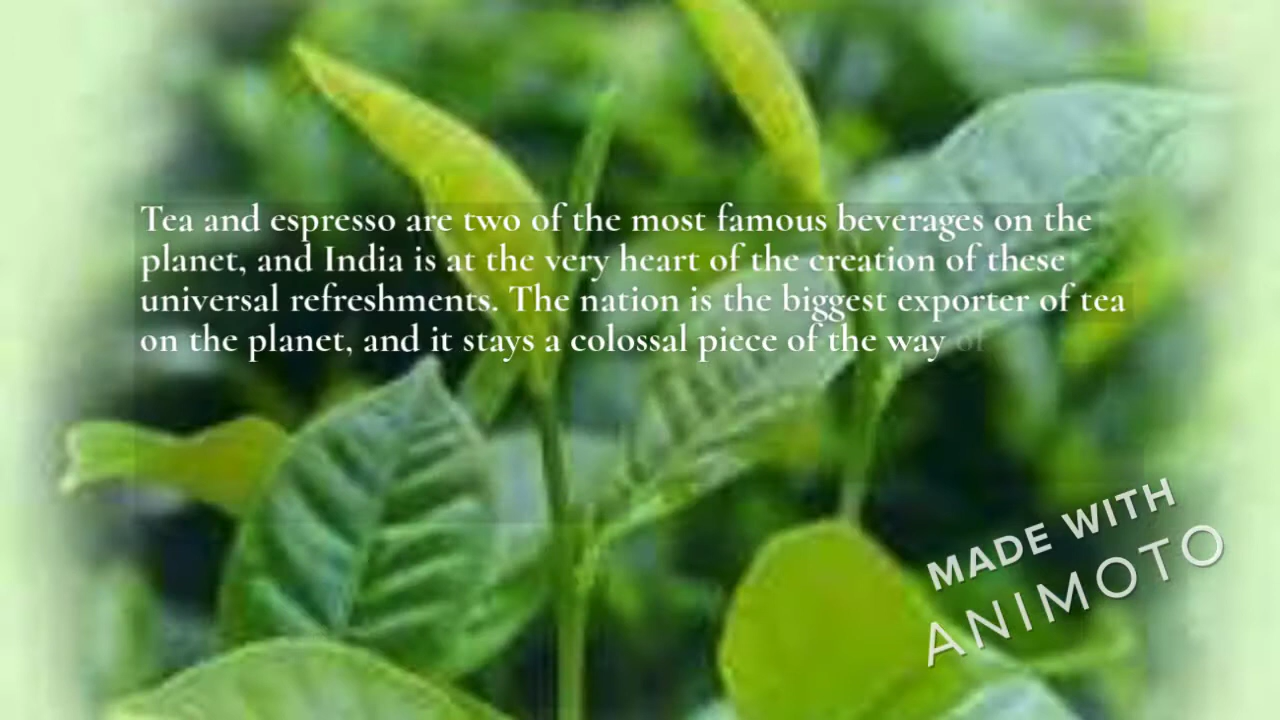 Tea and espresso are two of the most famous beverages on the
planet, and India is at the very heart of the creation of these
universal refreshments. The nation is the biggest exporter of tea
on the planet, and it stays a colossal piece of the way of
MADE WITH
ANIMOTO